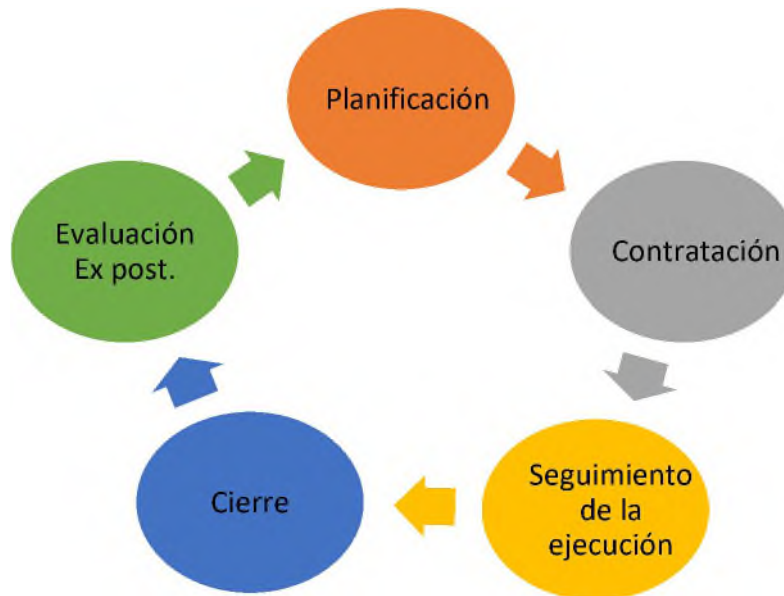 Planificación
Contratación
Seguimiento
de la
ejecución
Cierre
Evaluación
Ex post.